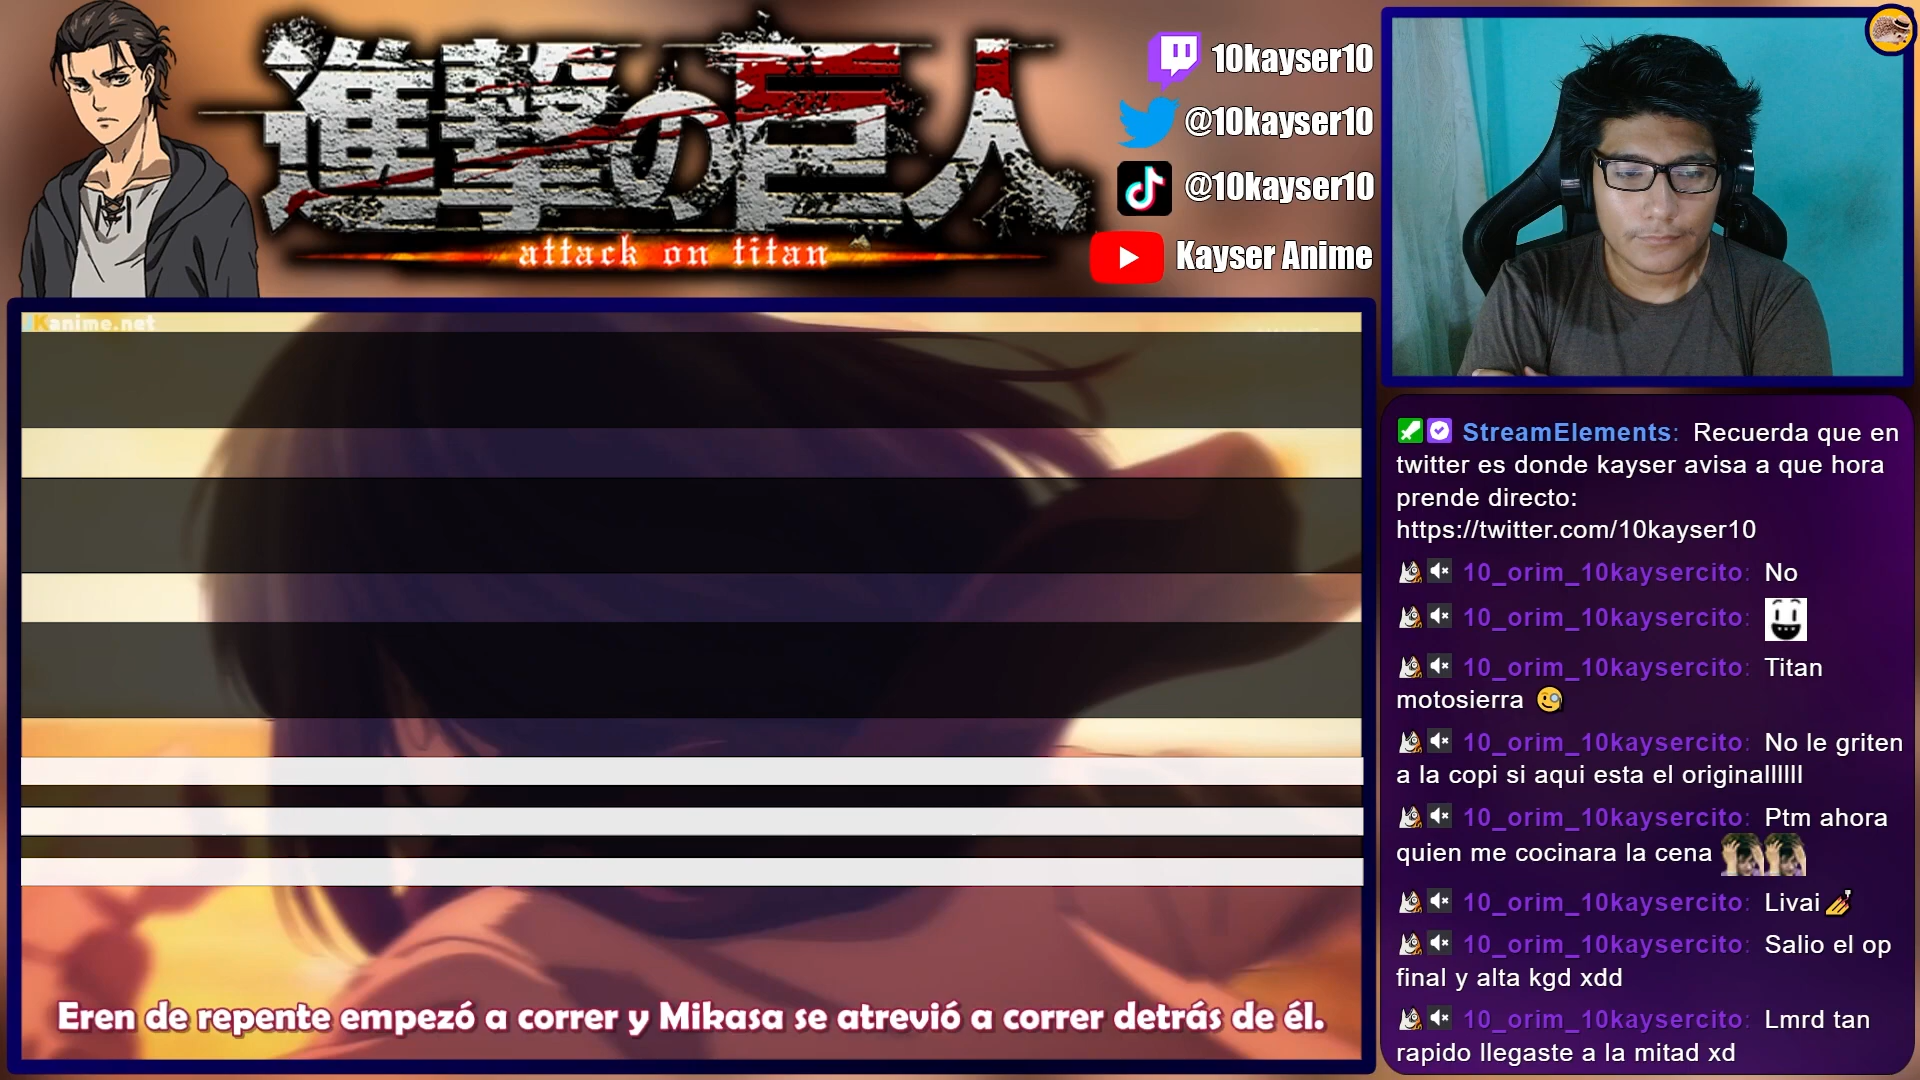 進撃の巨人
attack on titan
10kayser10
@10kayser10
@10kayser10
Kayser Anime
Kanime.net
Eren de repente empezó a correr y Mikasa se atrevió a correr detrás de él.
StreamElements: Recuerda que en
twitter es donde kayser avisa a que hora
prende directo:
https://twitter.com/10kayser10
10_orim_10kaysercito: No
10_orim_10kaysercito:
10_orim_10kaysercito: Titan
motosierra 🧐
10_orim_10kaysercito: No le griten
a la copi si aqui esta el originallllll
10_orim_10kaysercito: Ptm ahora
quien me cocinara la cena
10_orim_10kaysercito: Livai💅
10_orim_10kaysercito: Salio el op
final y alta kgd xdd
10_orim_10kaysercito: Lmrd tan
rapido llegaste a la mitad xd